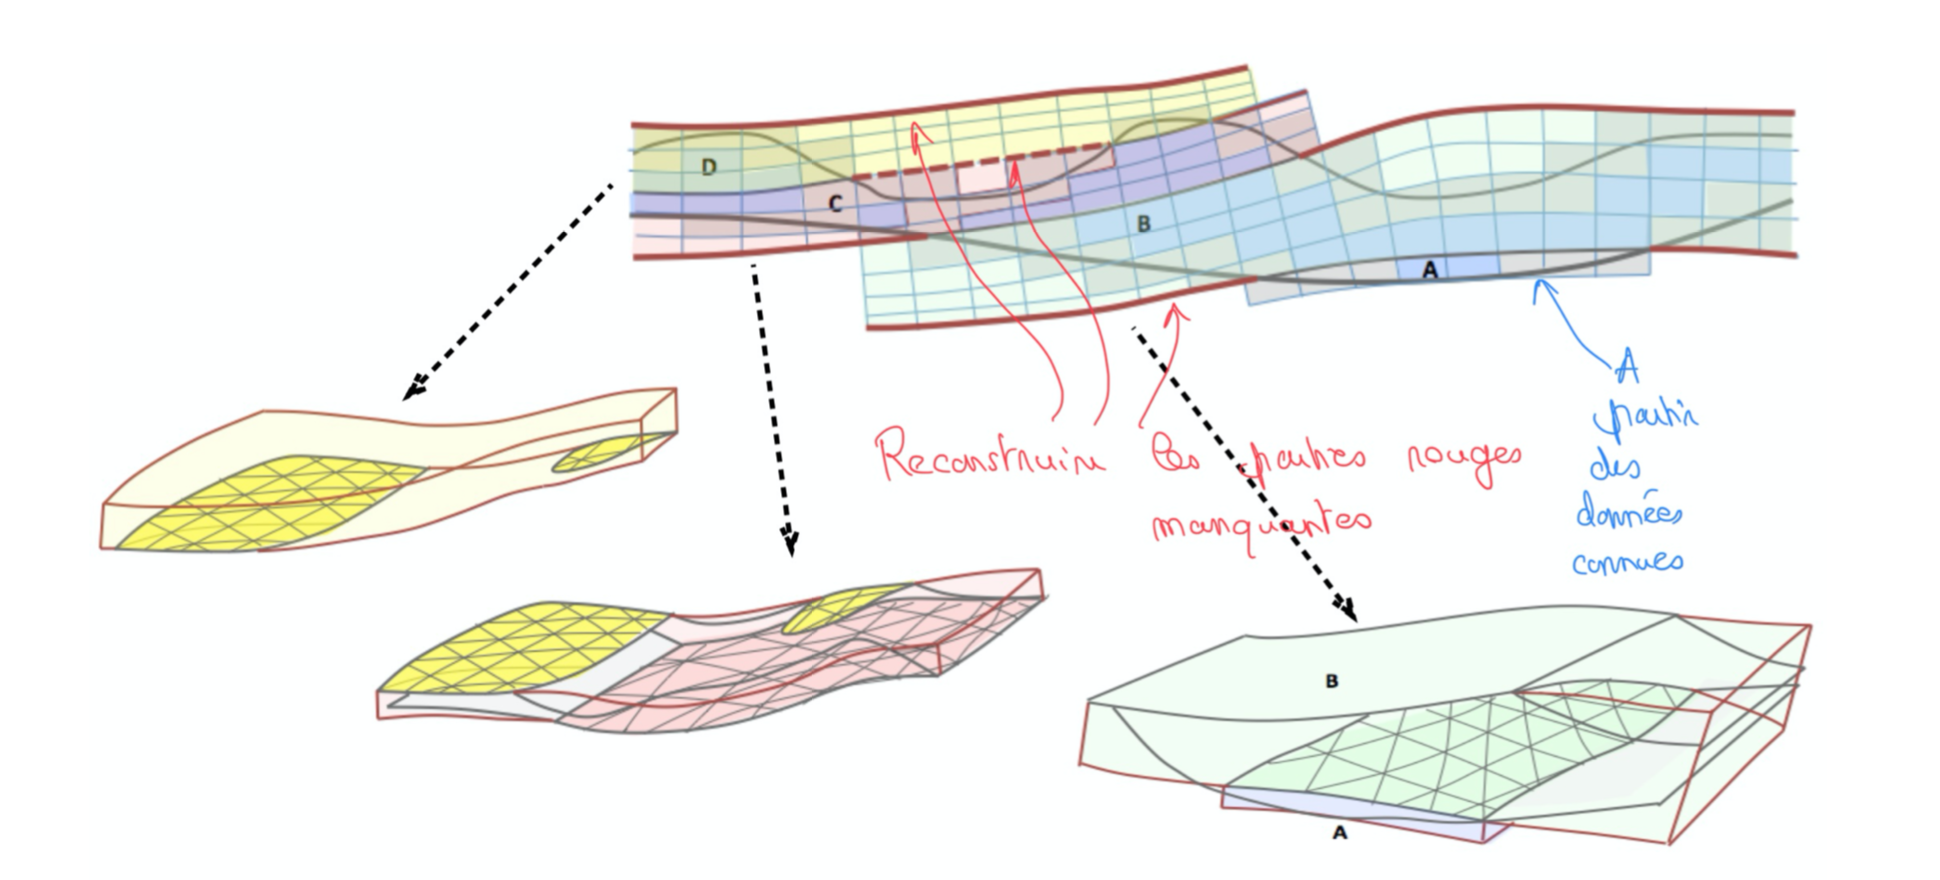 D
C
B
A
Reconstruire les parties rouges
manquantes
A
partir
des
données
connues
B
A